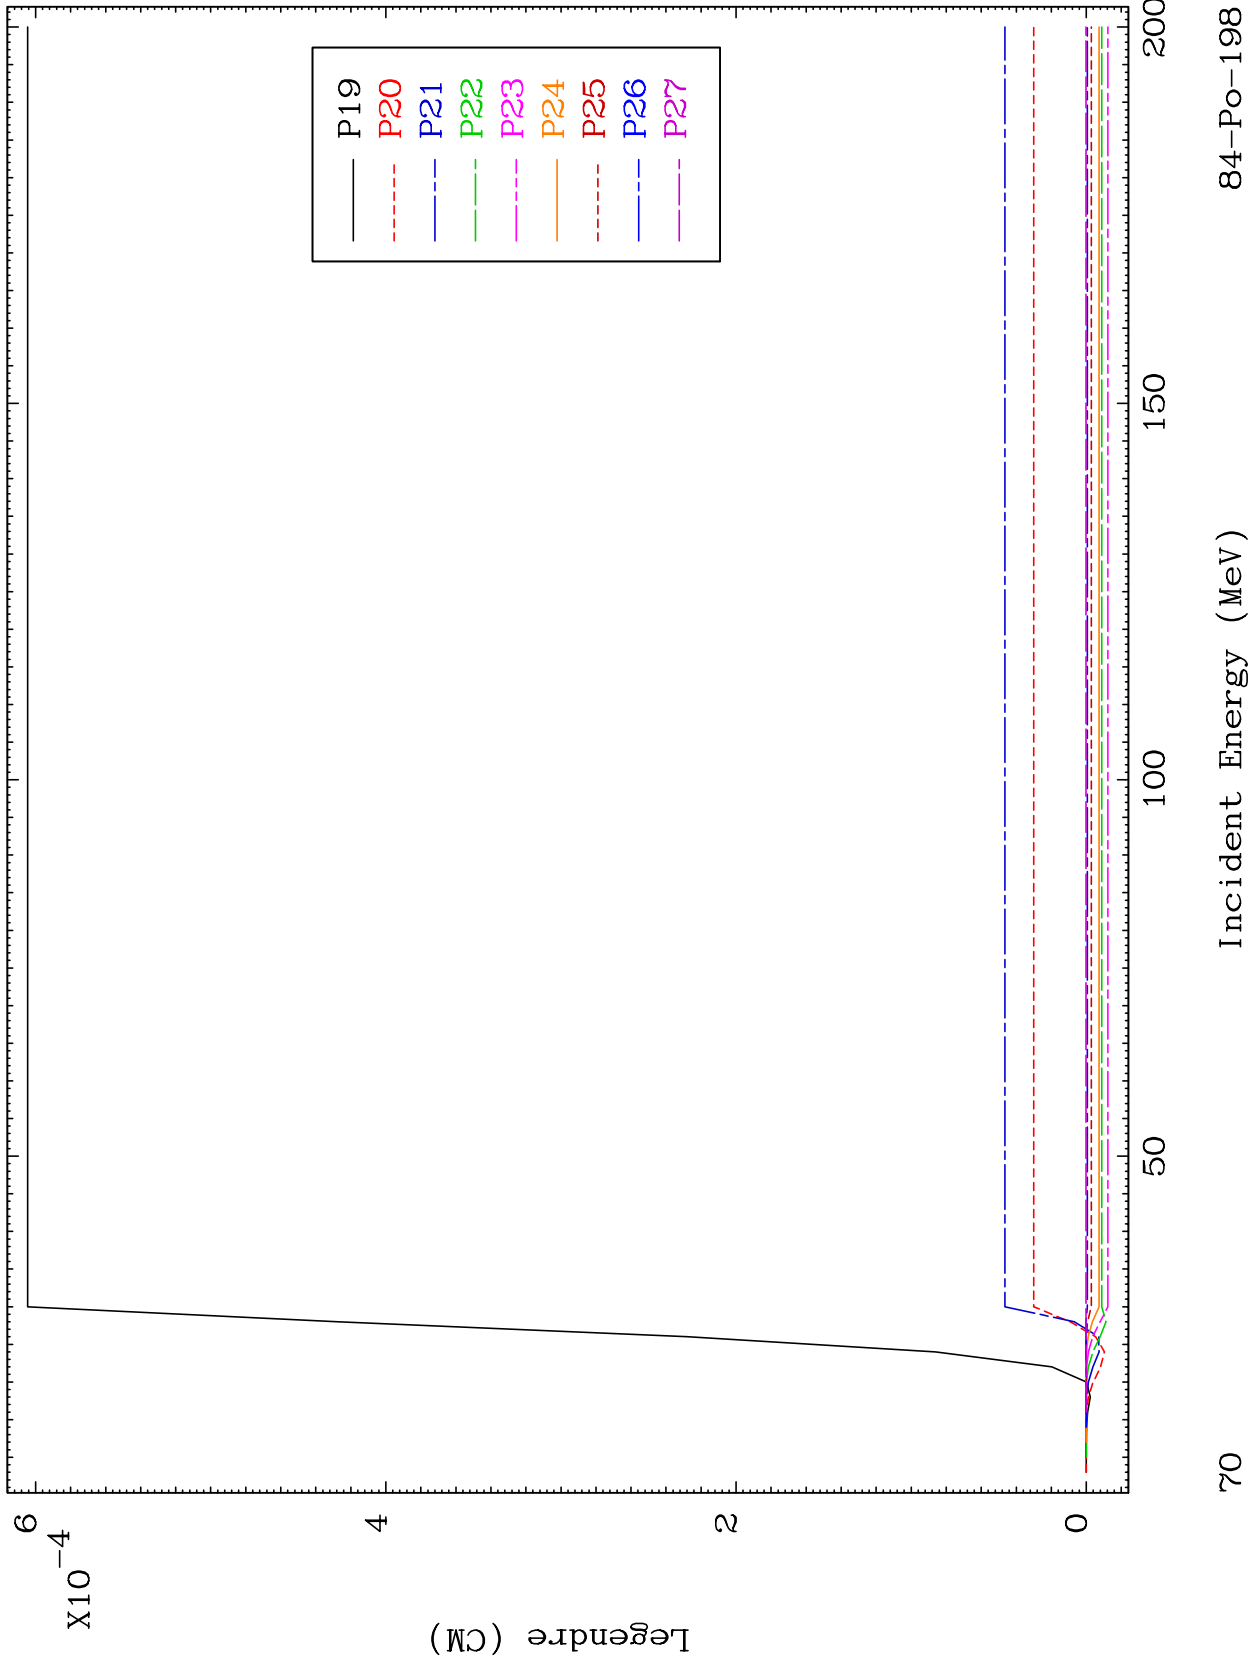 6
X10
-4
4
2
0
Legendre (CM)
P19
P20
P21
P22
P23
P24
P25
P26
P27
50
100
150
200
Incident Energy (MeV)
70
84-Po-198